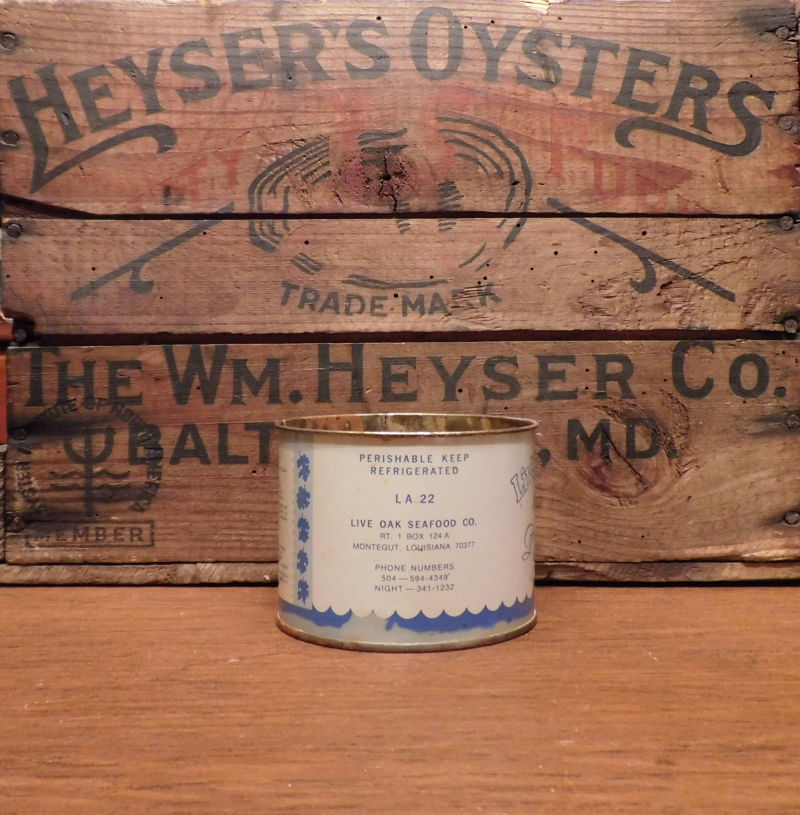 HEYSER'S OYSTERS
TRADE MARK
THE WM. HEYSER CO.
BALT , MD.
MEMBER
PERISHABLE KEEP
REFRIGERATED
LA 22
LIVE OAK SEAFOOD CO.
RT. 1 BOX 124 A
MONTEGUT, LOUISIANA 70377
PHONE NUMBERS
504 — 594-4349
NIGHT — 341-1232